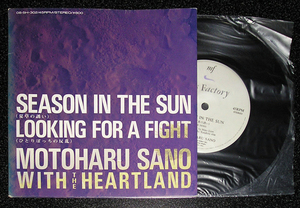 SEASON IN THE SUN
(夏草の誘い)
LOOKING FOR A FIGHT
(ひとりぼっちの反乱)
MOTOHARU SANO
WITH THE HEARTLAND
mf
Factory
IN THE SUN